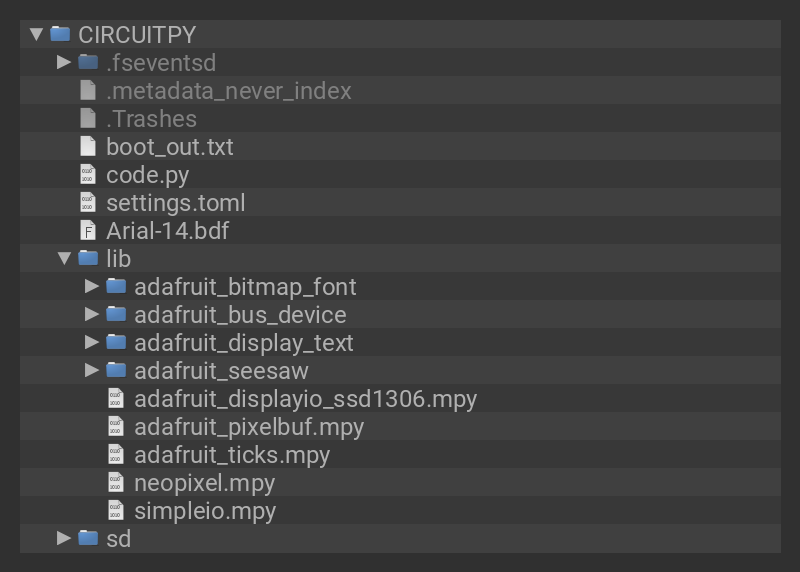 CIRCUITPY
.fseventsd
.metadata_never_index
.Trashes
boot_out.txt
code.py
settings.toml
Arial-14.bdf
lib
adafruit_bitmap_font
adafruit_bus_device
adafruit_display_text
adafruit_seesaw
adafruit_displayio_ssd1306.mpy
adafruit_pixelbuf.mpy
adafruit_ticks.mpy
neopixel.mpy
simpleio.mpy
sd